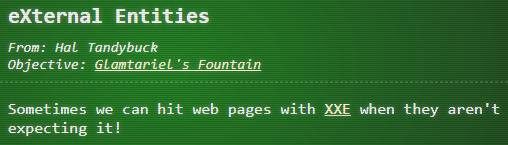 eXternal Entities
From: Hal Tandybuck
Objective: Glamtariel's Fountain
Sometimes we can hit web pages with XXE when they aren't
expecting it!